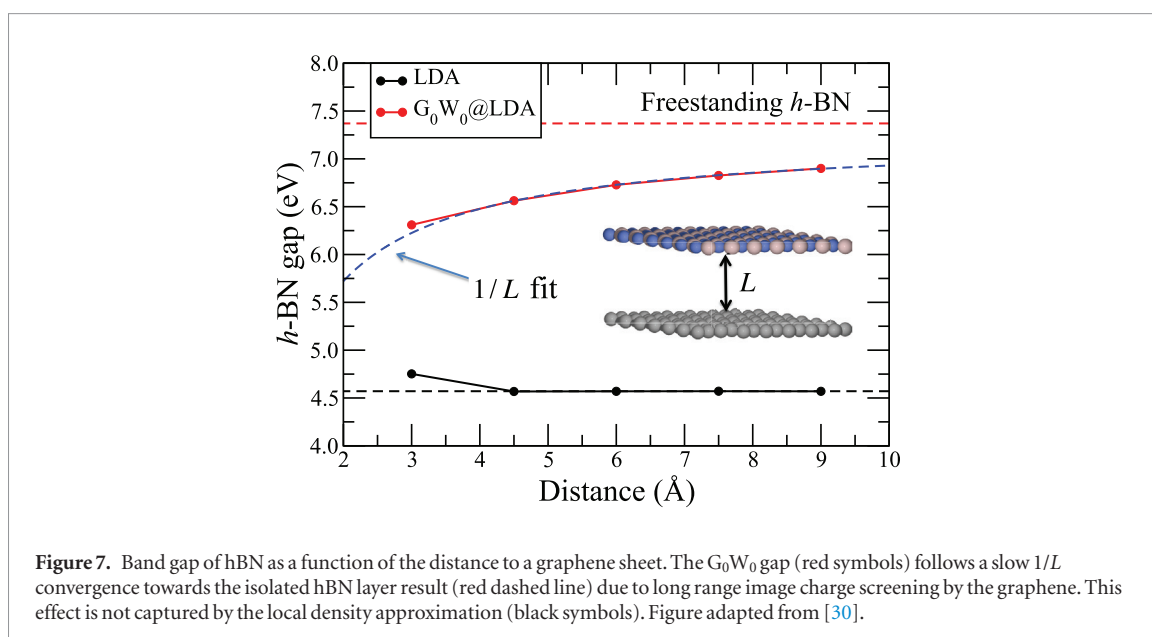 8.0
7.5
7.0
6.5
6.0
5.5
5.0
4.5
4.0
h-BN gap (eV)
LDA
G₀W₀@LDA
Freestanding h-BN
1/L fit
L
2 3 4 5 6 7 8 9 10
Distance (Å)
Figure 7. Band gap of hBN as a function of the distance to a graphene sheet. The G₀W₀ gap (red symbols) follows a slow 1/L
convergence towards the isolated hBN layer result (red dashed line) due to long range image charge screening by the graphene. This
effect is not captured by the local density approximation (black symbols). Figure adapted from [30].